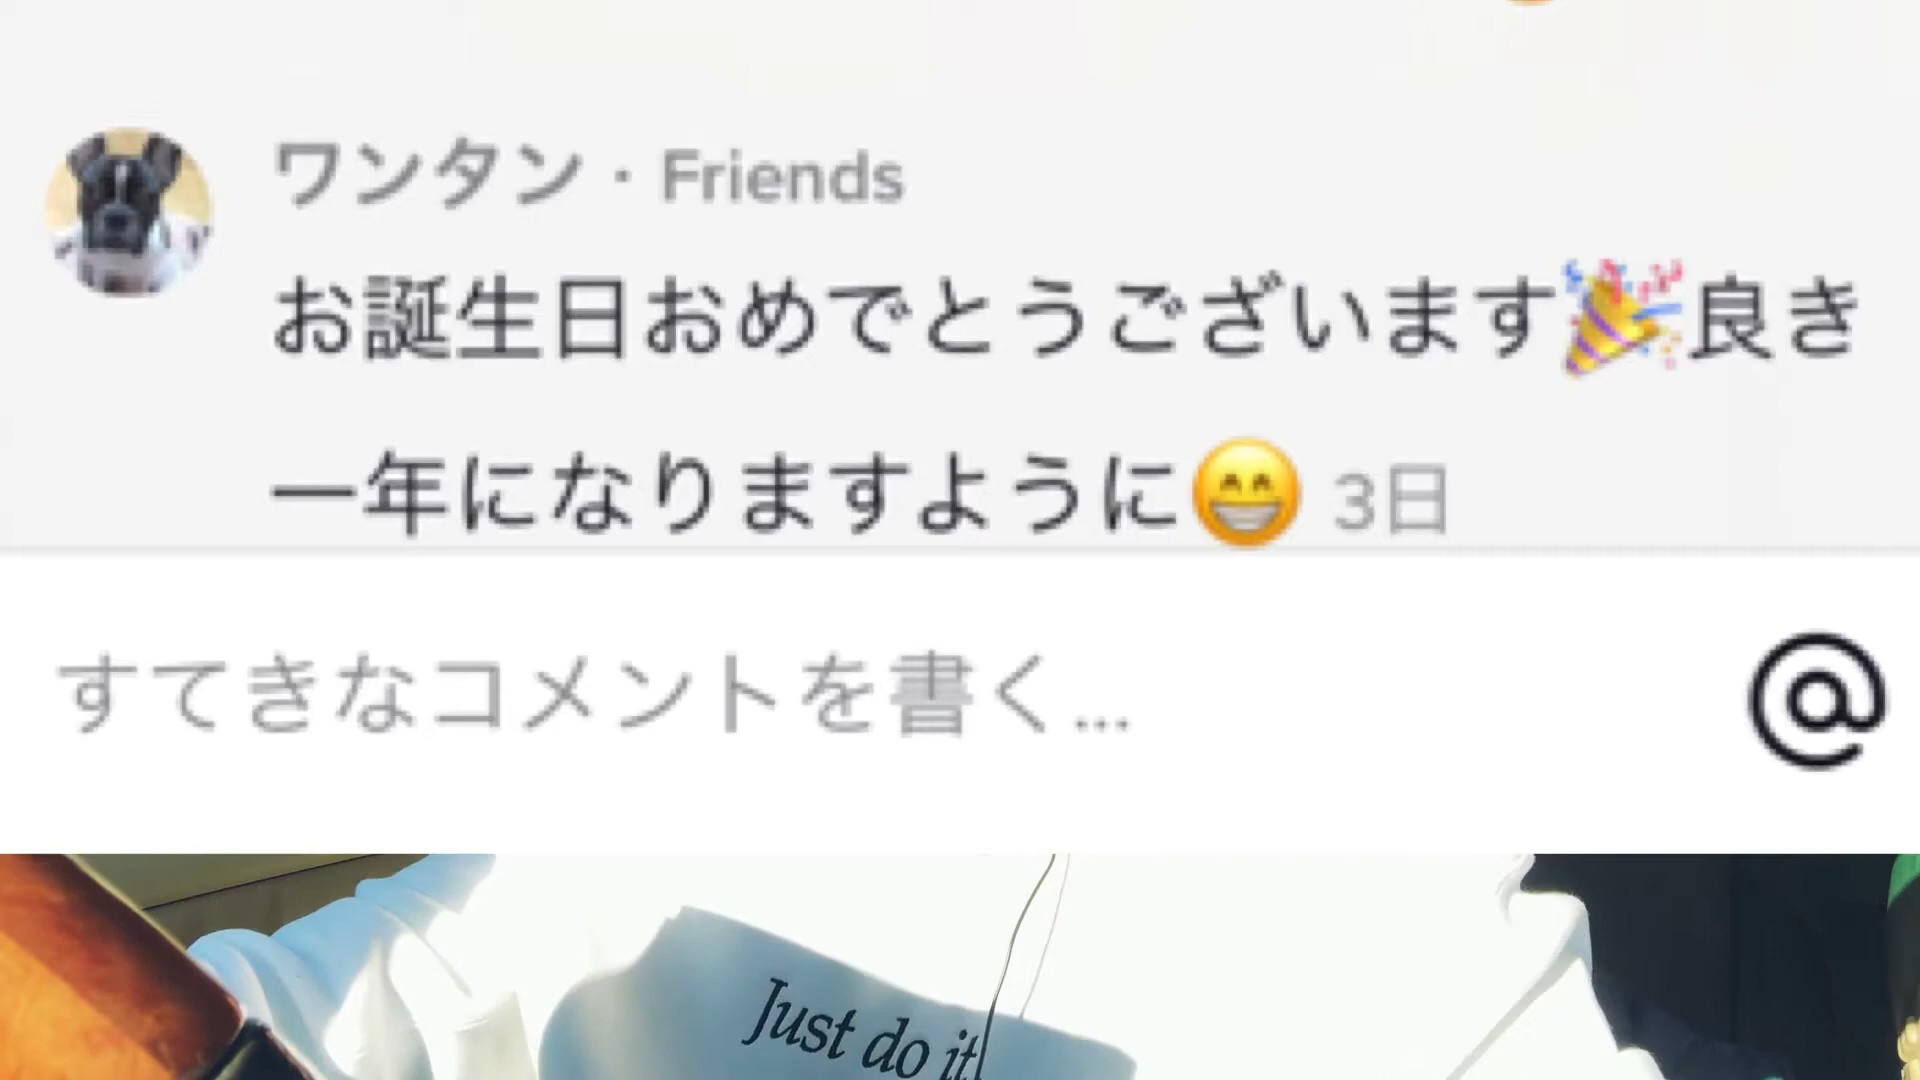 ワンタン · Friends
お誕生日おめでとうございます🎉良き
一年になりますように😁 3日
すてきなコメントを書く...
@
Just do it